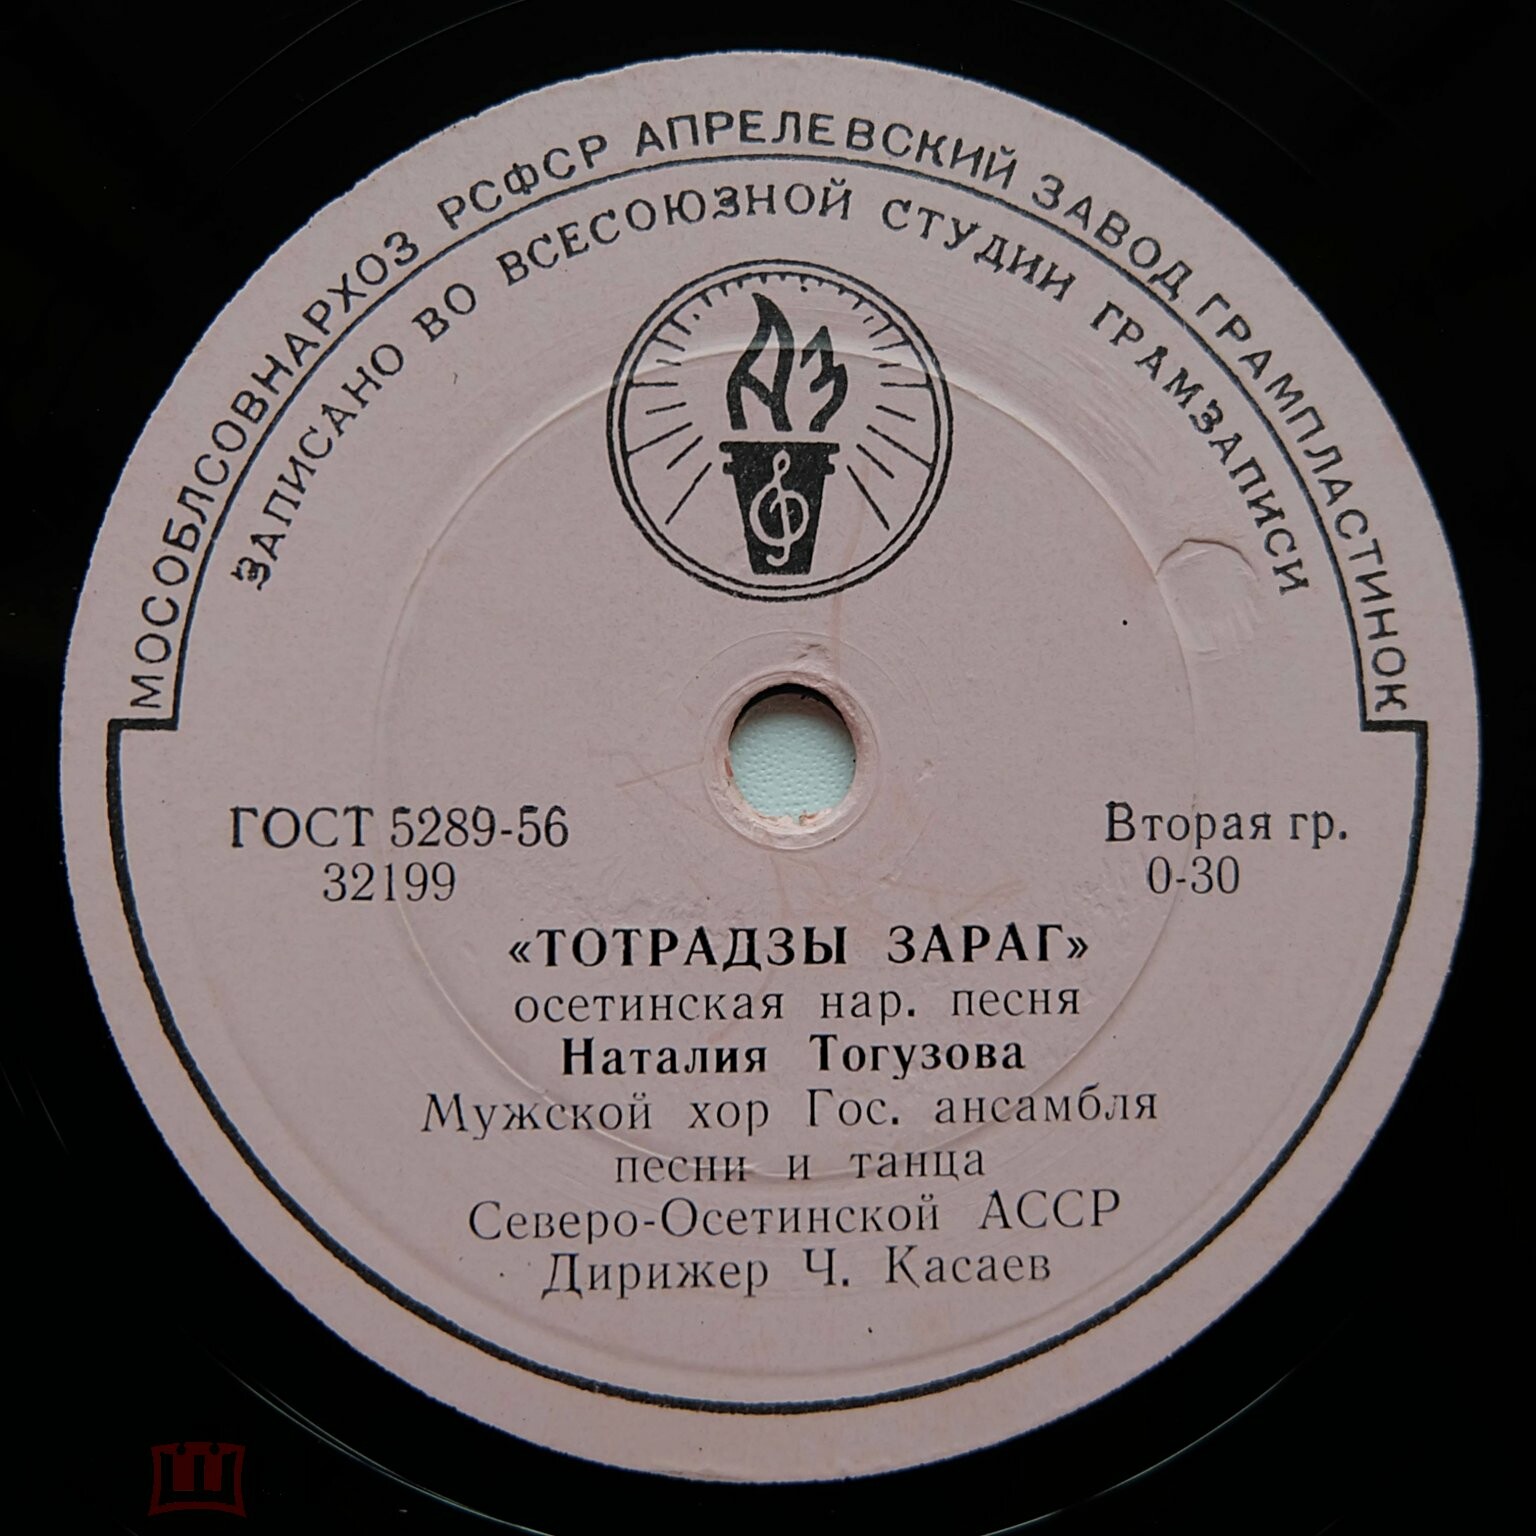 МОСОБЛСОВНАРХОЗ РСФСР АПРЕЛЕВСКИЙ ЗАВОД ГРАМПЛАСТИНОК
ЗАПИСАНО ВО ВСЕСОЮЗНОЙ СТУДИИ ГРАМЗАПИСИ
АЗ
ГОСТ 5289-56
32199
Вторая гр.
0-30
«ТОТРАДЗЫ ЗАРАГ»
осетинская нар. песня
Наталия Тогузова
Мужской хор Гос. ансамбля
песни и танца
Северо-Осетинской АССР
Дирижер Ч. Касаев